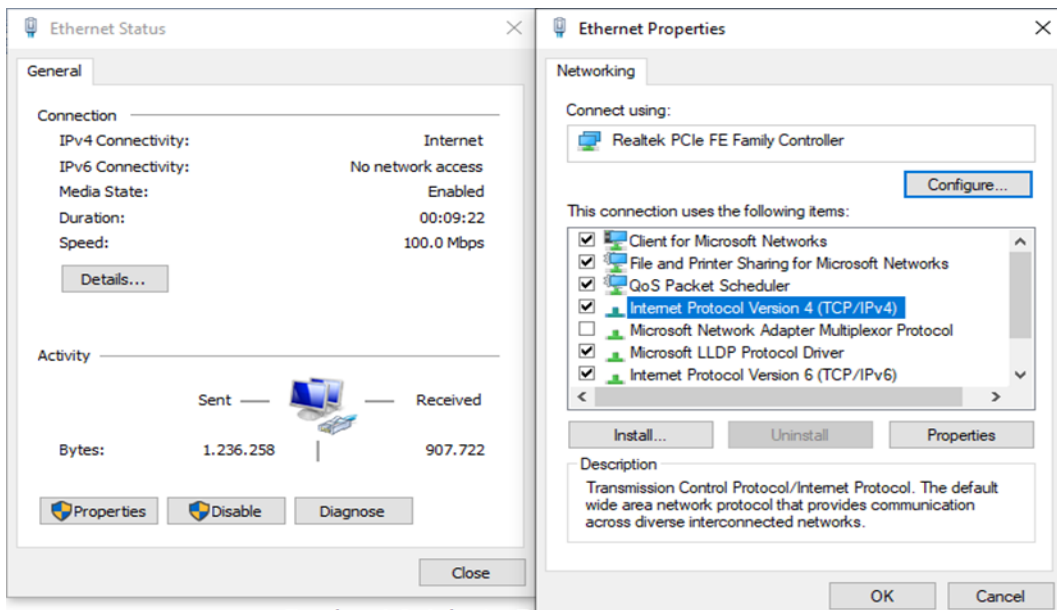 Ethernet Status
General
Connection
IPv4 Connectivity: Internet
IPv6 Connectivity: No network access
Media State: Enabled
Duration: 00:09:22
Speed: 100.0 Mbps
Details...
Activity
Sent Received
Bytes: 1.236.258 907.722
Properties Disable Diagnose
Close
Ethernet Properties
Networking
Connect using:
Realtek PCIe FE Family Controller
Configure...
This connection uses the following items:
Client for Microsoft Networks
File and Printer Sharing for Microsoft Networks
QoS Packet Scheduler
Internet Protocol Version 4 (TCP/IPv4)
Microsoft Network Adapter Multiplexor Protocol
Microsoft LLDP Protocol Driver
Internet Protocol Version 6 (TCP/IPv6)
Install... Uninstall Properties
Description
Transmission Control Protocol/Internet Protocol. The default
wide area network protocol that provides communication
across diverse interconnected networks.
OK Cancel